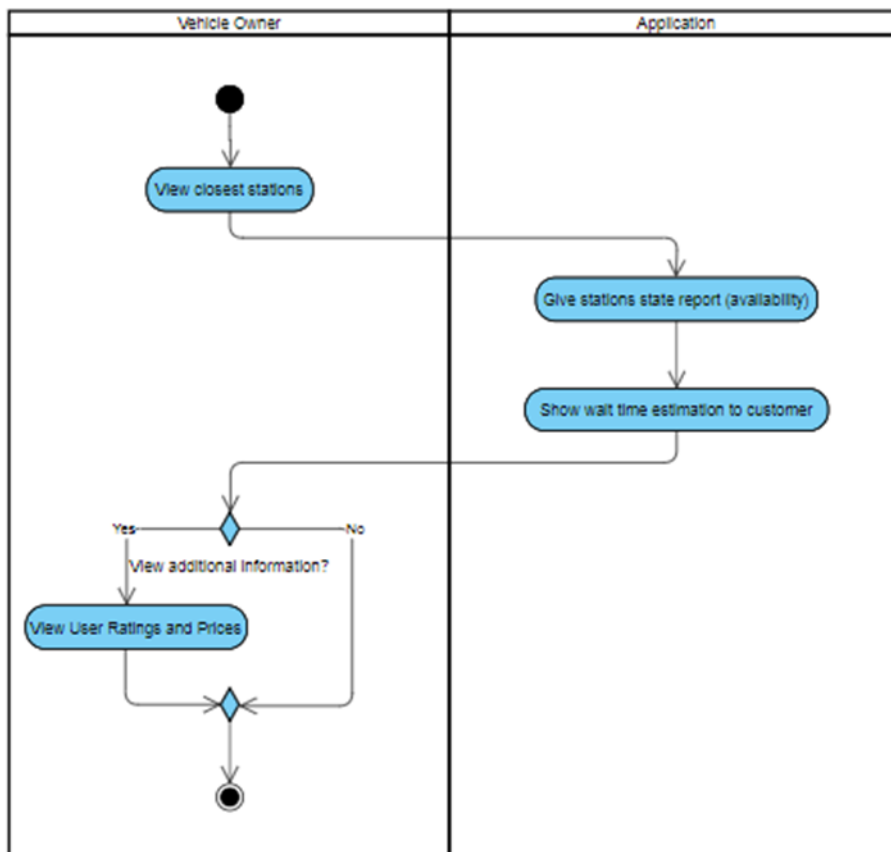 Vehicle Owner
Application
View closest stations
Give stations state report (availability)
Show wait time estimation to customer
Yes
No
View additional information?
View User Ratings and Prices